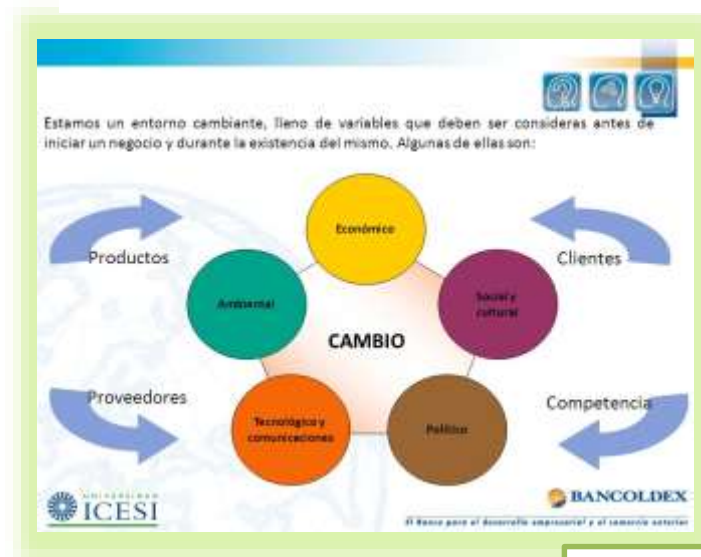 Estamos un entorno cambiante, lleno de variables que deben ser consideras antes de
iniciar un negocio y durante la existencia del mismo. Algunas de ellas son:
Económico
Productos
Clientes
Ambiental
Social y
cultural
CAMBIO
Proveedores
Competencia
Tecnológico y
comunicaciones
Político
UNIVERSIDAD
ICESI
BANCOLDEX
El Banco para el desarrollo empresarial y el comercio exterior